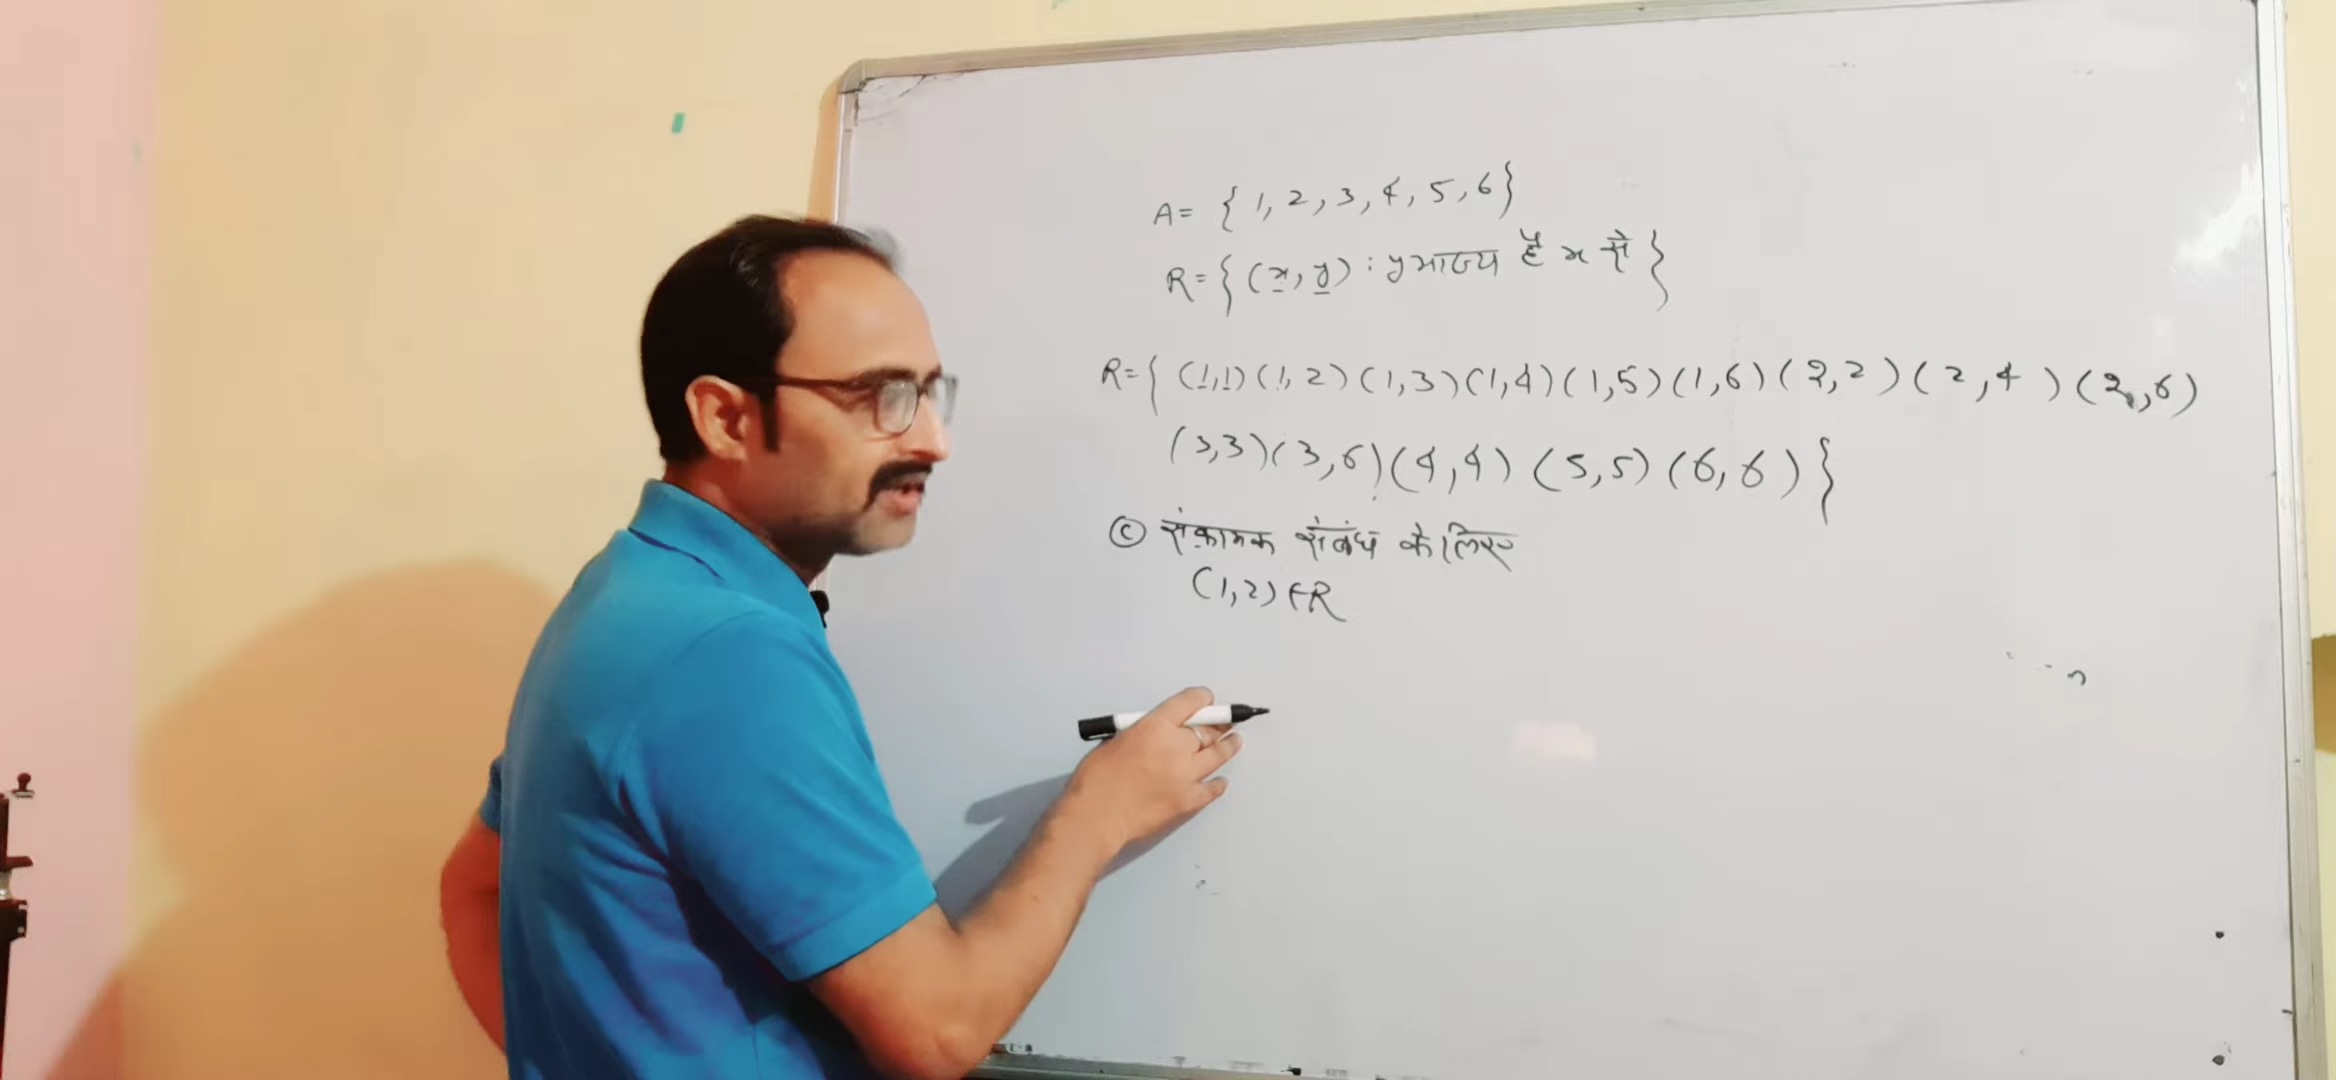 A = { 1, 2, 3, 4, 5, 6 }
R = { (x, y) : y भाज्य है x से }
R = { (1,1) (1, 2) (1, 3) (1, 4) (1, 5) (1, 6) (2, 2) (2, 4) (2, 6)
(3,3) (3, 6) (4, 4) (5, 5) (6, 6) }
(C) संक्रामक संबंध के लिए
(1, 2) ∈ R